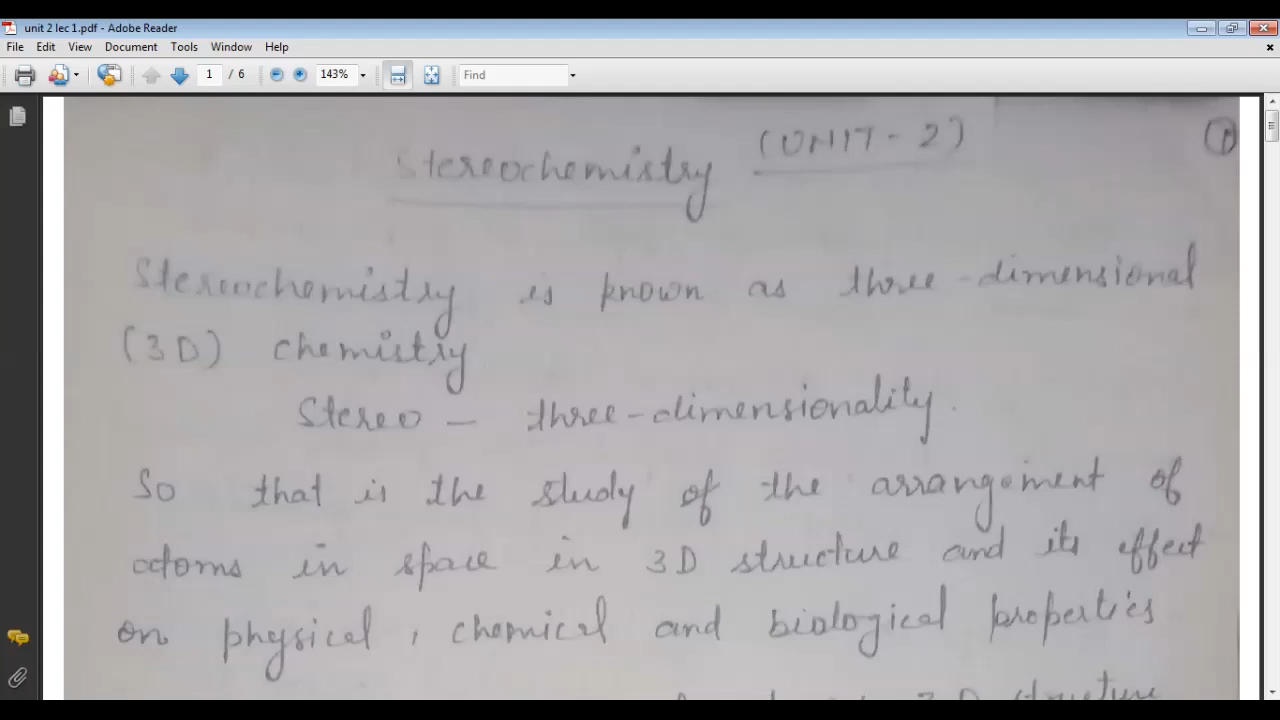 unit 2 lec 1.pdf - Adobe Reader
File Edit View Document Tools Window Help
1 / 6 143% Find
Stereochemistry (UNIT - 2) 1
Stereochemistry is known as three-dimensional
(3D) chemistry
Stereo — three-dimensionality.
So that is the study of the arrangement of
atoms in space in 3D structure and its effect
on physical, chemical and biological properties
3D structure